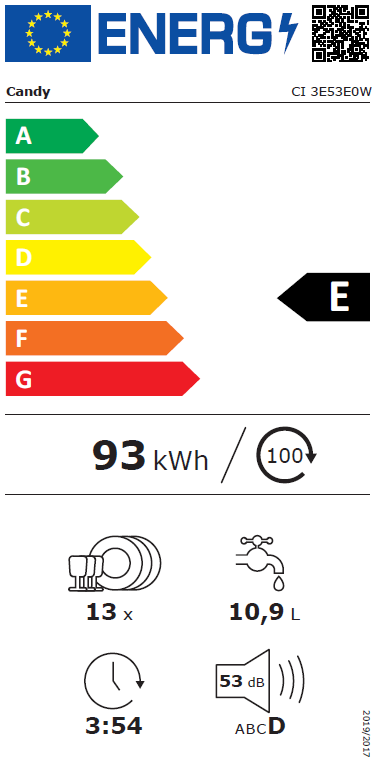 ENERG
Candy CI 3E53E0W
A
B
C
D
E
E
F
G
93 kWh / 100
13 x 10,9 L
53 dB
3:54 ABCD
2019/2017